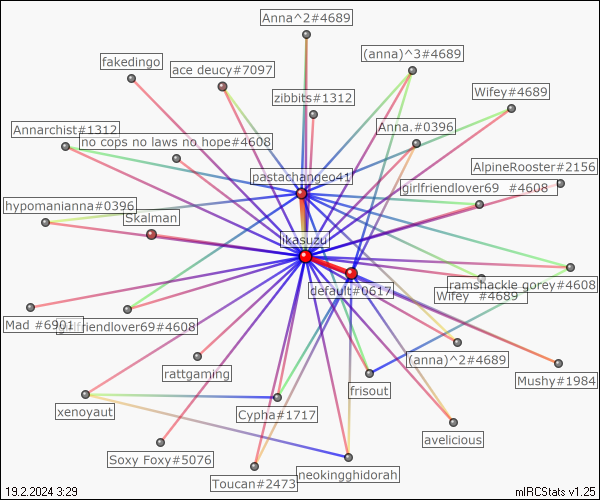 Anna^2#4689
fakedingo
(anna)^3#4689
ace deucy#7097
Wifey#4689
zibbits#1312
Annarchist#1312
Anna.#0396
no cops no laws no hope#4608
AlpineRooster#2156
pastachangeo41
girlfriendlover69 #4608
hypomanianna#0396
Skalman
jkasuzu
ramshackle gorey#4608
default#0617
Wifey #4689
Mad #6901
girlfriendlover69#4608
(anna)^2#4689
rattgaming
Mushy#1984
frisout
xenoyaut
Cypha#1717
avelicious
Soxy Foxy#5076
neokingghidorah
Toucan#2473
19.2.2024 3:29
mIRCStats v1.25